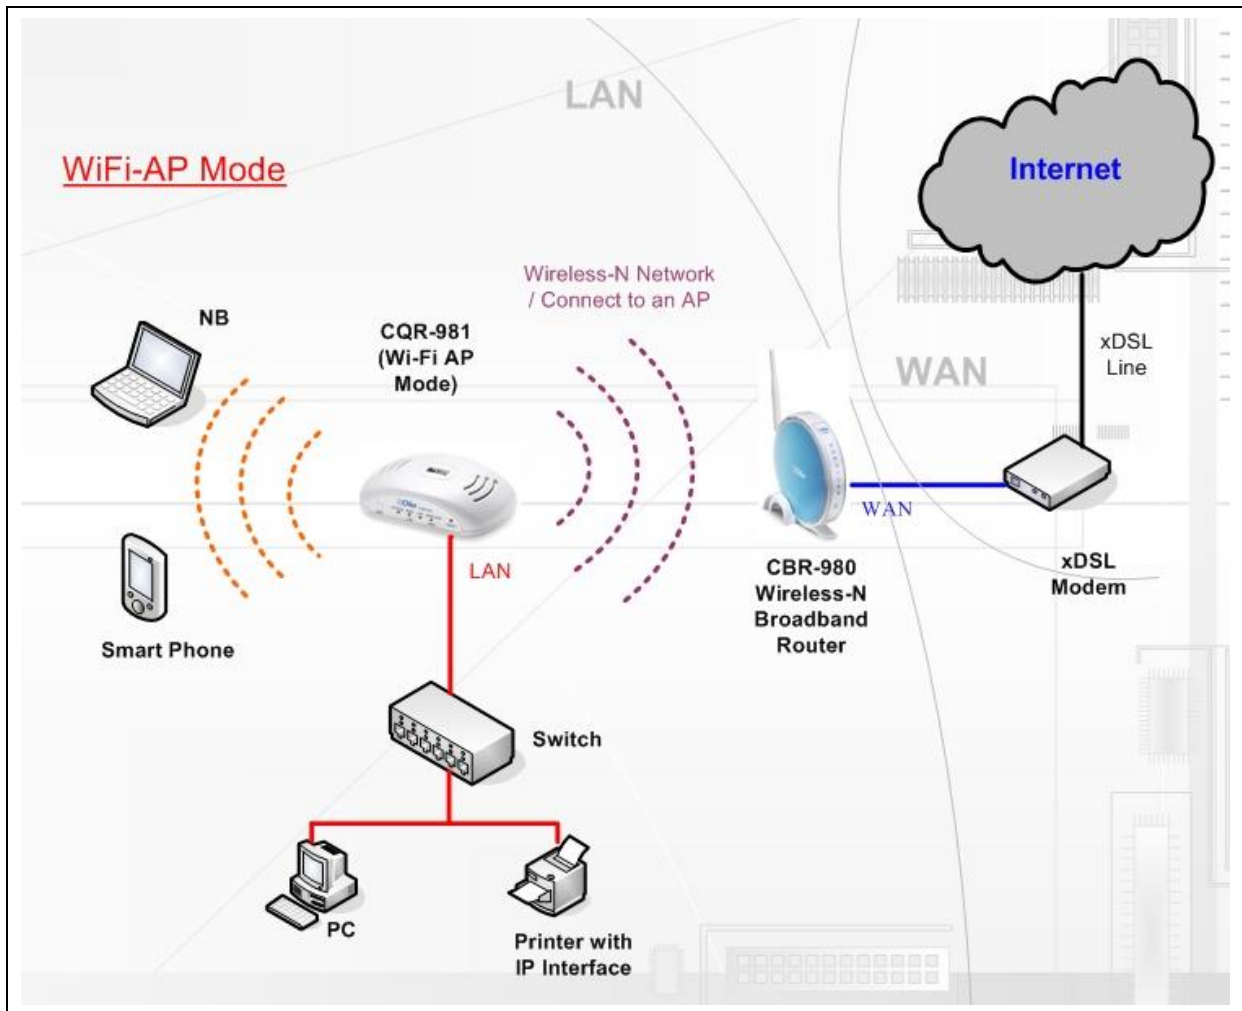 LAN
WiFi-AP Mode
Internet
Wireless-N Network
/ Connect to an AP
NB
CQR-981
(Wi-Fi AP
Mode)
xDSL
Line
WAN
WAN
LAN
CBR-980
Wireless-N
Broadband
Router
xDSL
Modem
Smart Phone
Switch
PC
Printer with
IP Interface